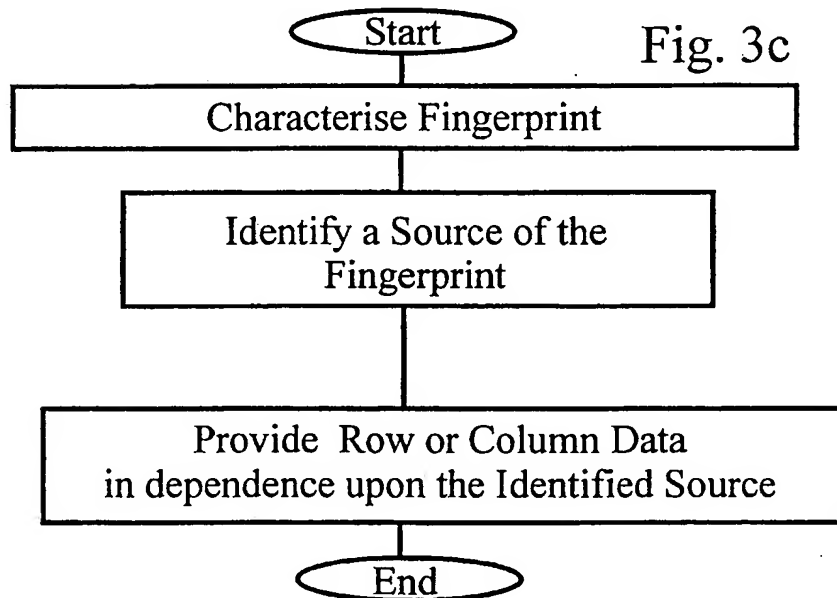 Start
Fig. 3c
Characterise Fingerprint
Identify a Source of the
Fingerprint
Provide Row or Column Data
in dependence upon the Identified Source
End